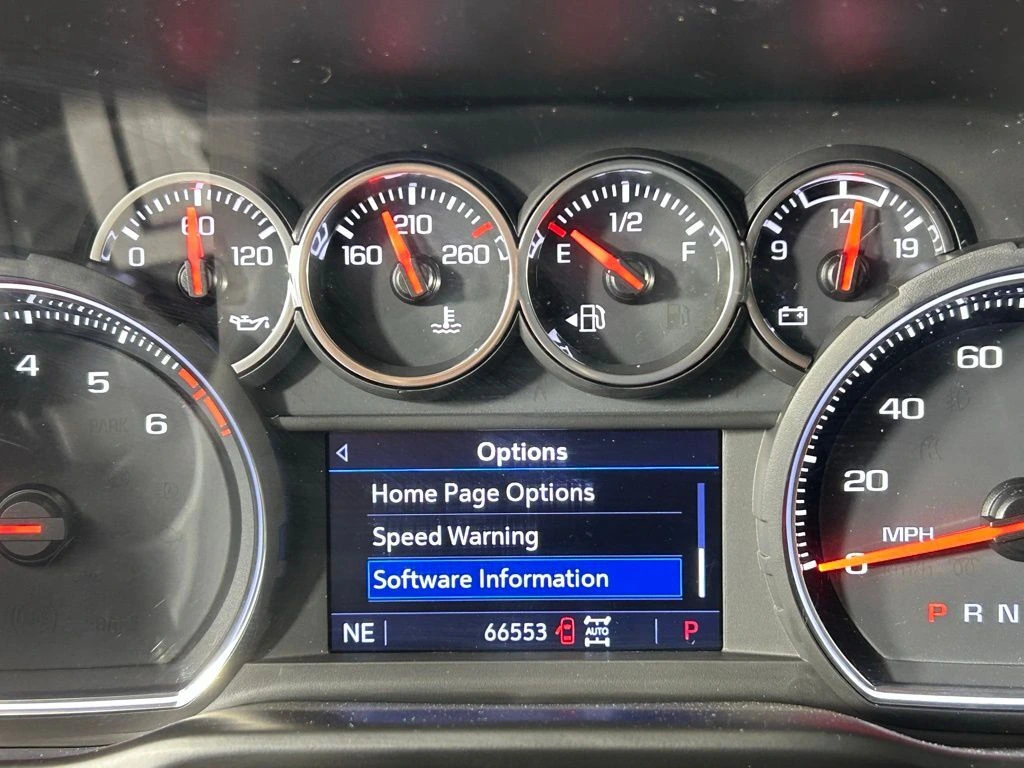 0 60 120
160 210 260
E 1/2 F
9 14 19
4
5
6
PARK
Options
Home Page Options
Speed Warning
Software Information
NE 66553 AUTO P
60
40
20
MPH
0
P R N